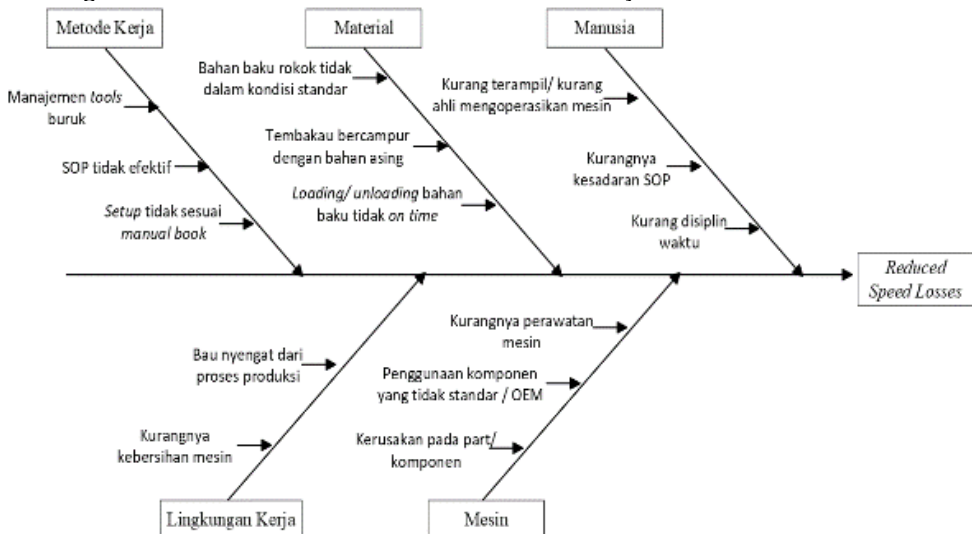 Metode Kerja
Material
Manusia
Manajemen tools
buruk
SOP tidak efektif
Setup tidak sesuai
manual book
Bahan baku rokok tidak
dalam kondisi standar
Tembakau bercampur
dengan bahan asing
Loading/ unloading bahan
baku tidak on time
Kurang terampil/ kurang
ahli mengoperasikan mesin
Kurangnya
kesadaran SOP
Kurang disiplin
waktu
Reduced
Speed Losses
Bau nyengat dari
proses produksi
Kurangnya
kebersihan mesin
Kurangnya perawatan
mesin
Penggunaan komponen
yang tidak standar / OEM
Kerusakan pada part/
komponen
Lingkungan Kerja
Mesin